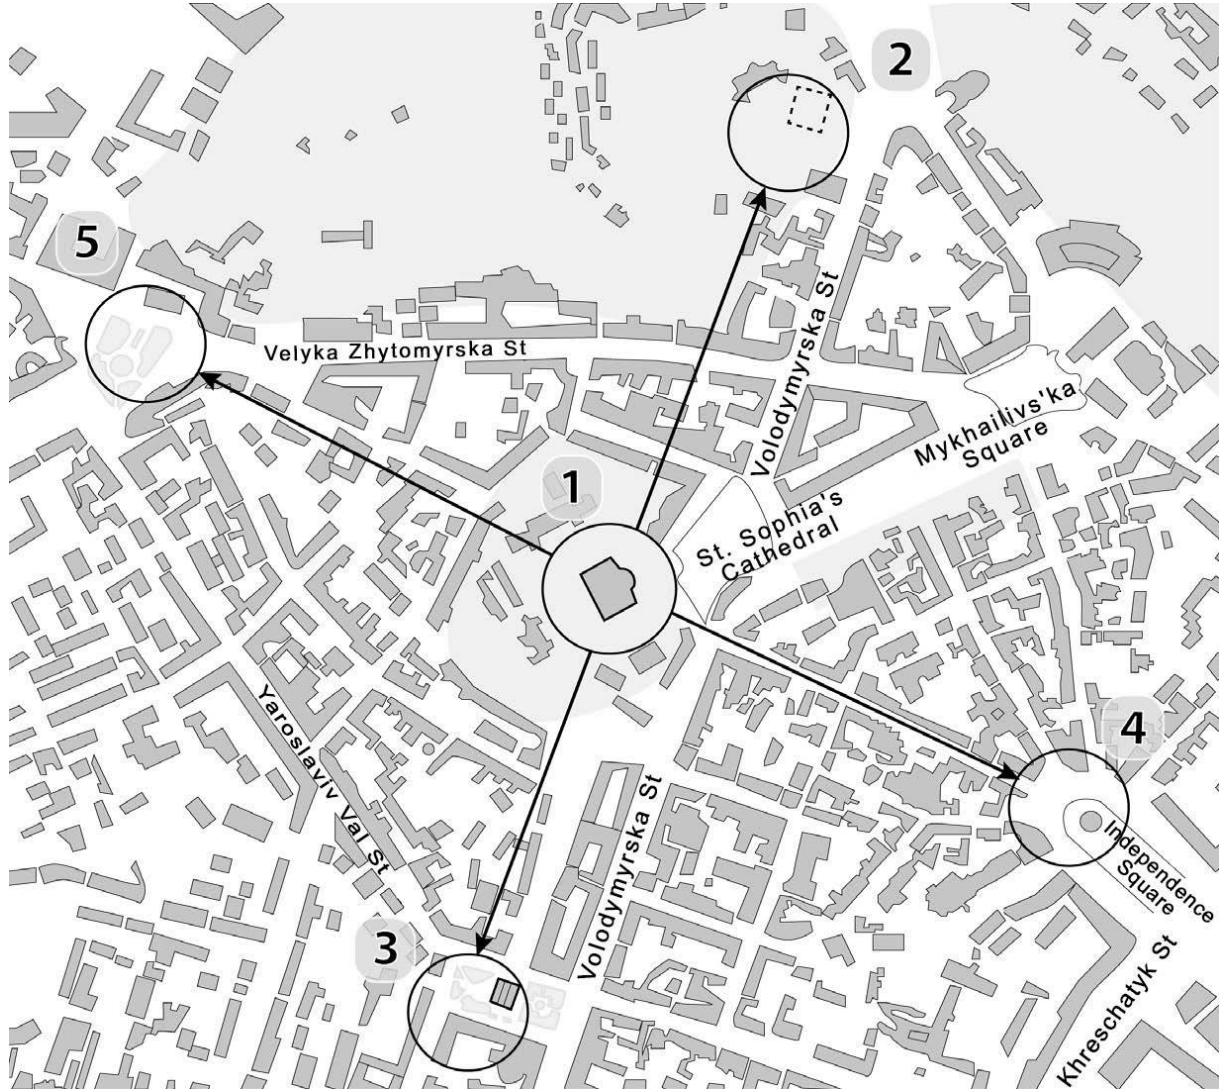 2
5
Velyka Zhytomyrska St
Volodymyrska St
Mykhailivs'ka
Square
1
St. Sophia's
Cathedral
Yaroslaviv Val St
Volodymyrska St
4
Independence
Square
3
Khreschatyk St